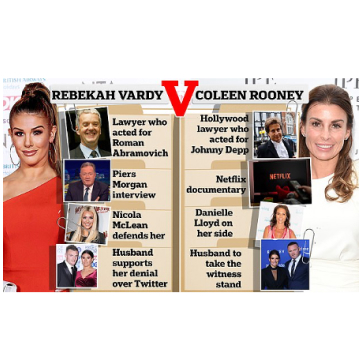 REBEKAH VARDY V COLEEN ROONEY
Lawyer who
acted for
Roman
Abramovich
Piers
Morgan
interview
Nicola
McLean
defends her
Husband
supports
her denial
over Twitter
Hollywood
lawyer who
acted for
Johnny Depp
Netflix
documentary
NETFLIX
Danielle
Lloyd on
her side
Husband to
take the
witness
stand